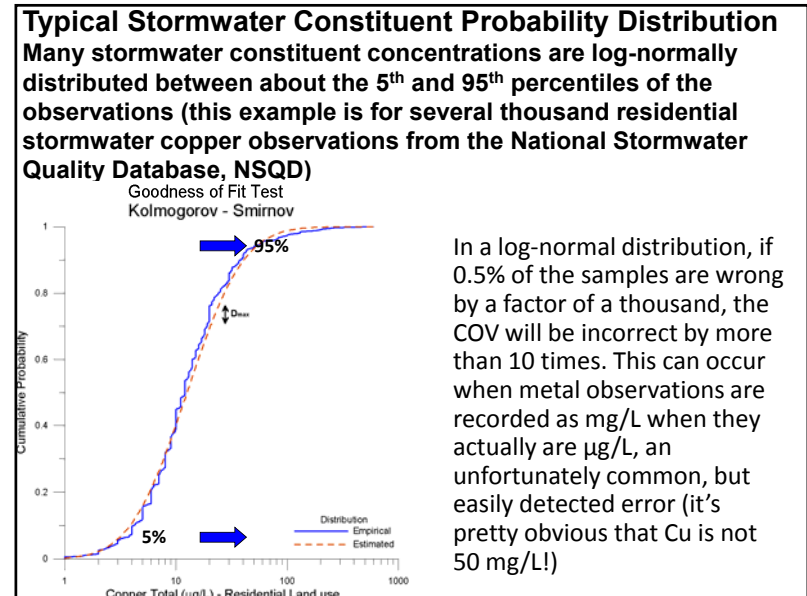 Typical Stormwater Constituent Probability Distribution
Many stormwater constituent concentrations are log-normally
distributed between about the 5th and 95th percentiles of the
observations (this example is for several thousand residential
stormwater copper observations from the National Stormwater
Quality Database, NSQD)
Goodness of Fit Test
Kolmogorov - Smirnov
1
95%
0.8
Dmax
0.6
Cumulative Probability
0.4
0.2
5%
Distribution
Empirical
Estimated
0
1
10
100
1000
Copper Total (µg/L) - Residential Land use
In a log-normal distribution, if
0.5% of the samples are wrong
by a factor of a thousand, the
COV will be incorrect by more
than 10 times. This can occur
when metal observations are
recorded as mg/L when they
actually are µg/L, an
unfortunately common, but
easily detected error (it's
pretty obvious that Cu is not
50 mg/L!)